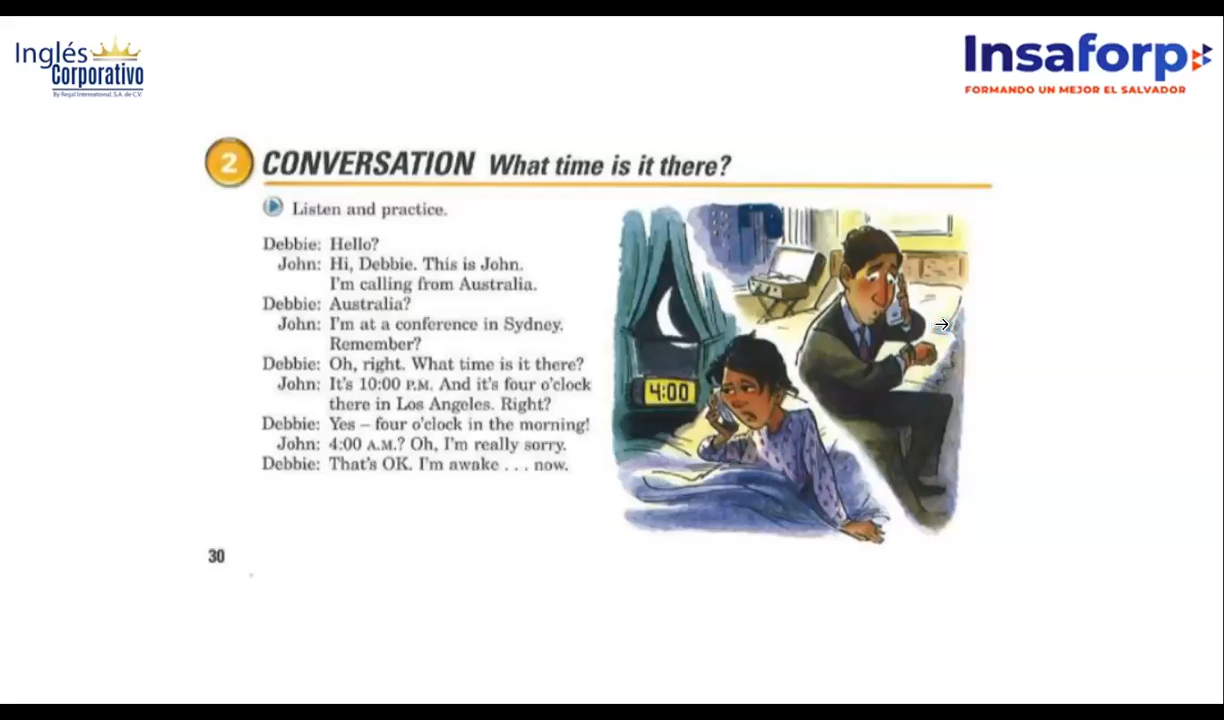 Inglés
Corporativo
By Regal International, S.A. de C.V.
Insaforp
FORMANDO UN MEJOR EL SALVADOR
2 CONVERSATION What time is it there?
Listen and practice.
Debbie: Hello?
John: Hi, Debbie. This is John.
I'm calling from Australia.
Debbie: Australia?
John: I'm at a conference in Sydney.
Remember?
Debbie: Oh, right. What time is it there?
John: It's 10:00 P.M. And it's four o'clock
there in Los Angeles. Right?
Debbie: Yes – four o'clock in the morning!
John: 4:00 A.M.? Oh, I'm really sorry.
Debbie: That's OK. I'm awake . . . now.
4:00
30